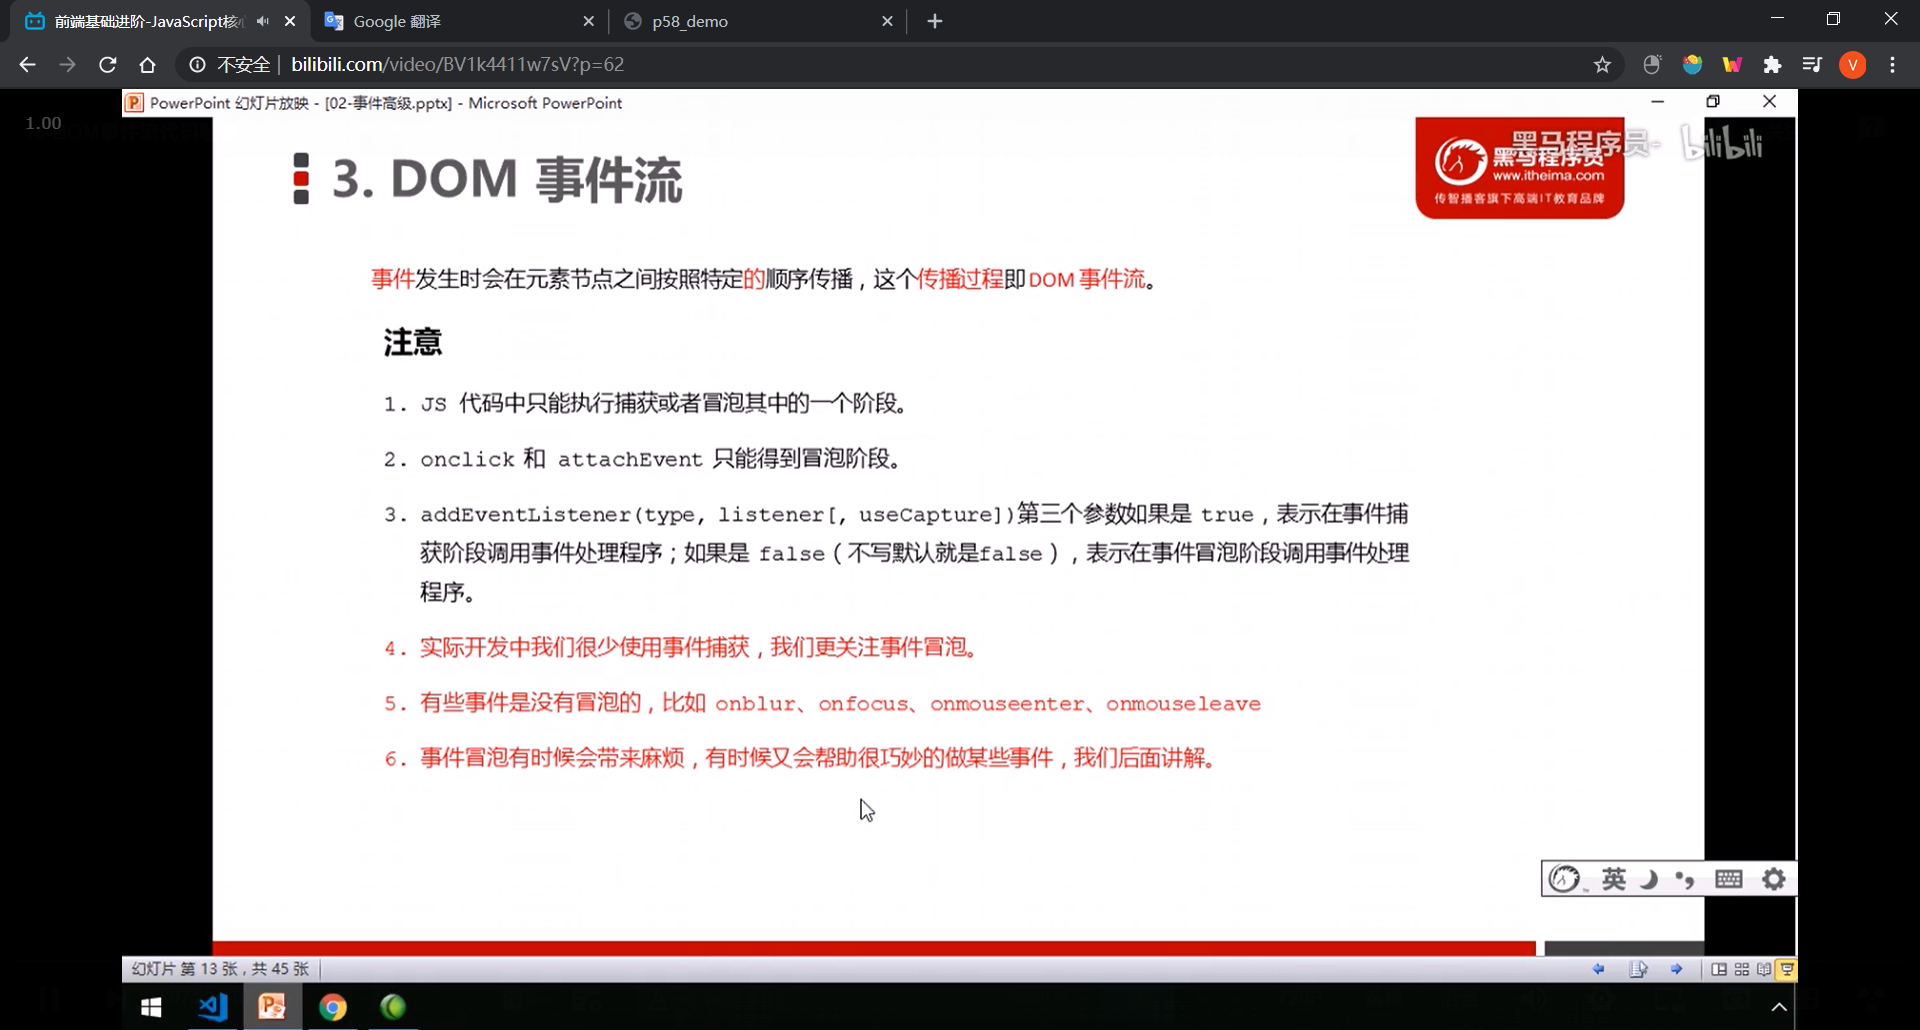 前端基础进阶-JavaScript核心
Google 翻译
p58_demo
不安全
bilibili.com/video/BV1k4411w7sV?p=62
V
PowerPoint 幻灯片放映 - [02-事件高级.pptx] - Microsoft PowerPoint
1.00
3. DOM 事件流
黑马程序员-
bilibili
黑马程序员
www.itheima.com
传智播客旗下高端IT教育品牌
事件发生时会在元素节点之间按照特定的顺序传播，这个传播过程即DOM 事件流。
注意
1. JS 代码中只能执行捕获或者冒泡其中的一个阶段。
2. onclick 和 attachEvent 只能得到冒泡阶段。
3. addEventListener(type, listener[, useCapture])第三个参数如果是 true，表示在事件捕
获阶段调用事件处理程序；如果是 false（不写默认就是false），表示在事件冒泡阶段调用事件处理
程序。
4. 实际开发中我们很少使用事件捕获，我们更关注事件冒泡。
5. 有些事件是没有冒泡的，比如 onblur、onfocus、onmouseenter、onmouseleave
6. 事件冒泡有时候会带来麻烦，有时候又会帮助很巧妙的做某些事件，我们后面讲解。
英
幻灯片 第 13 张，共 45 张